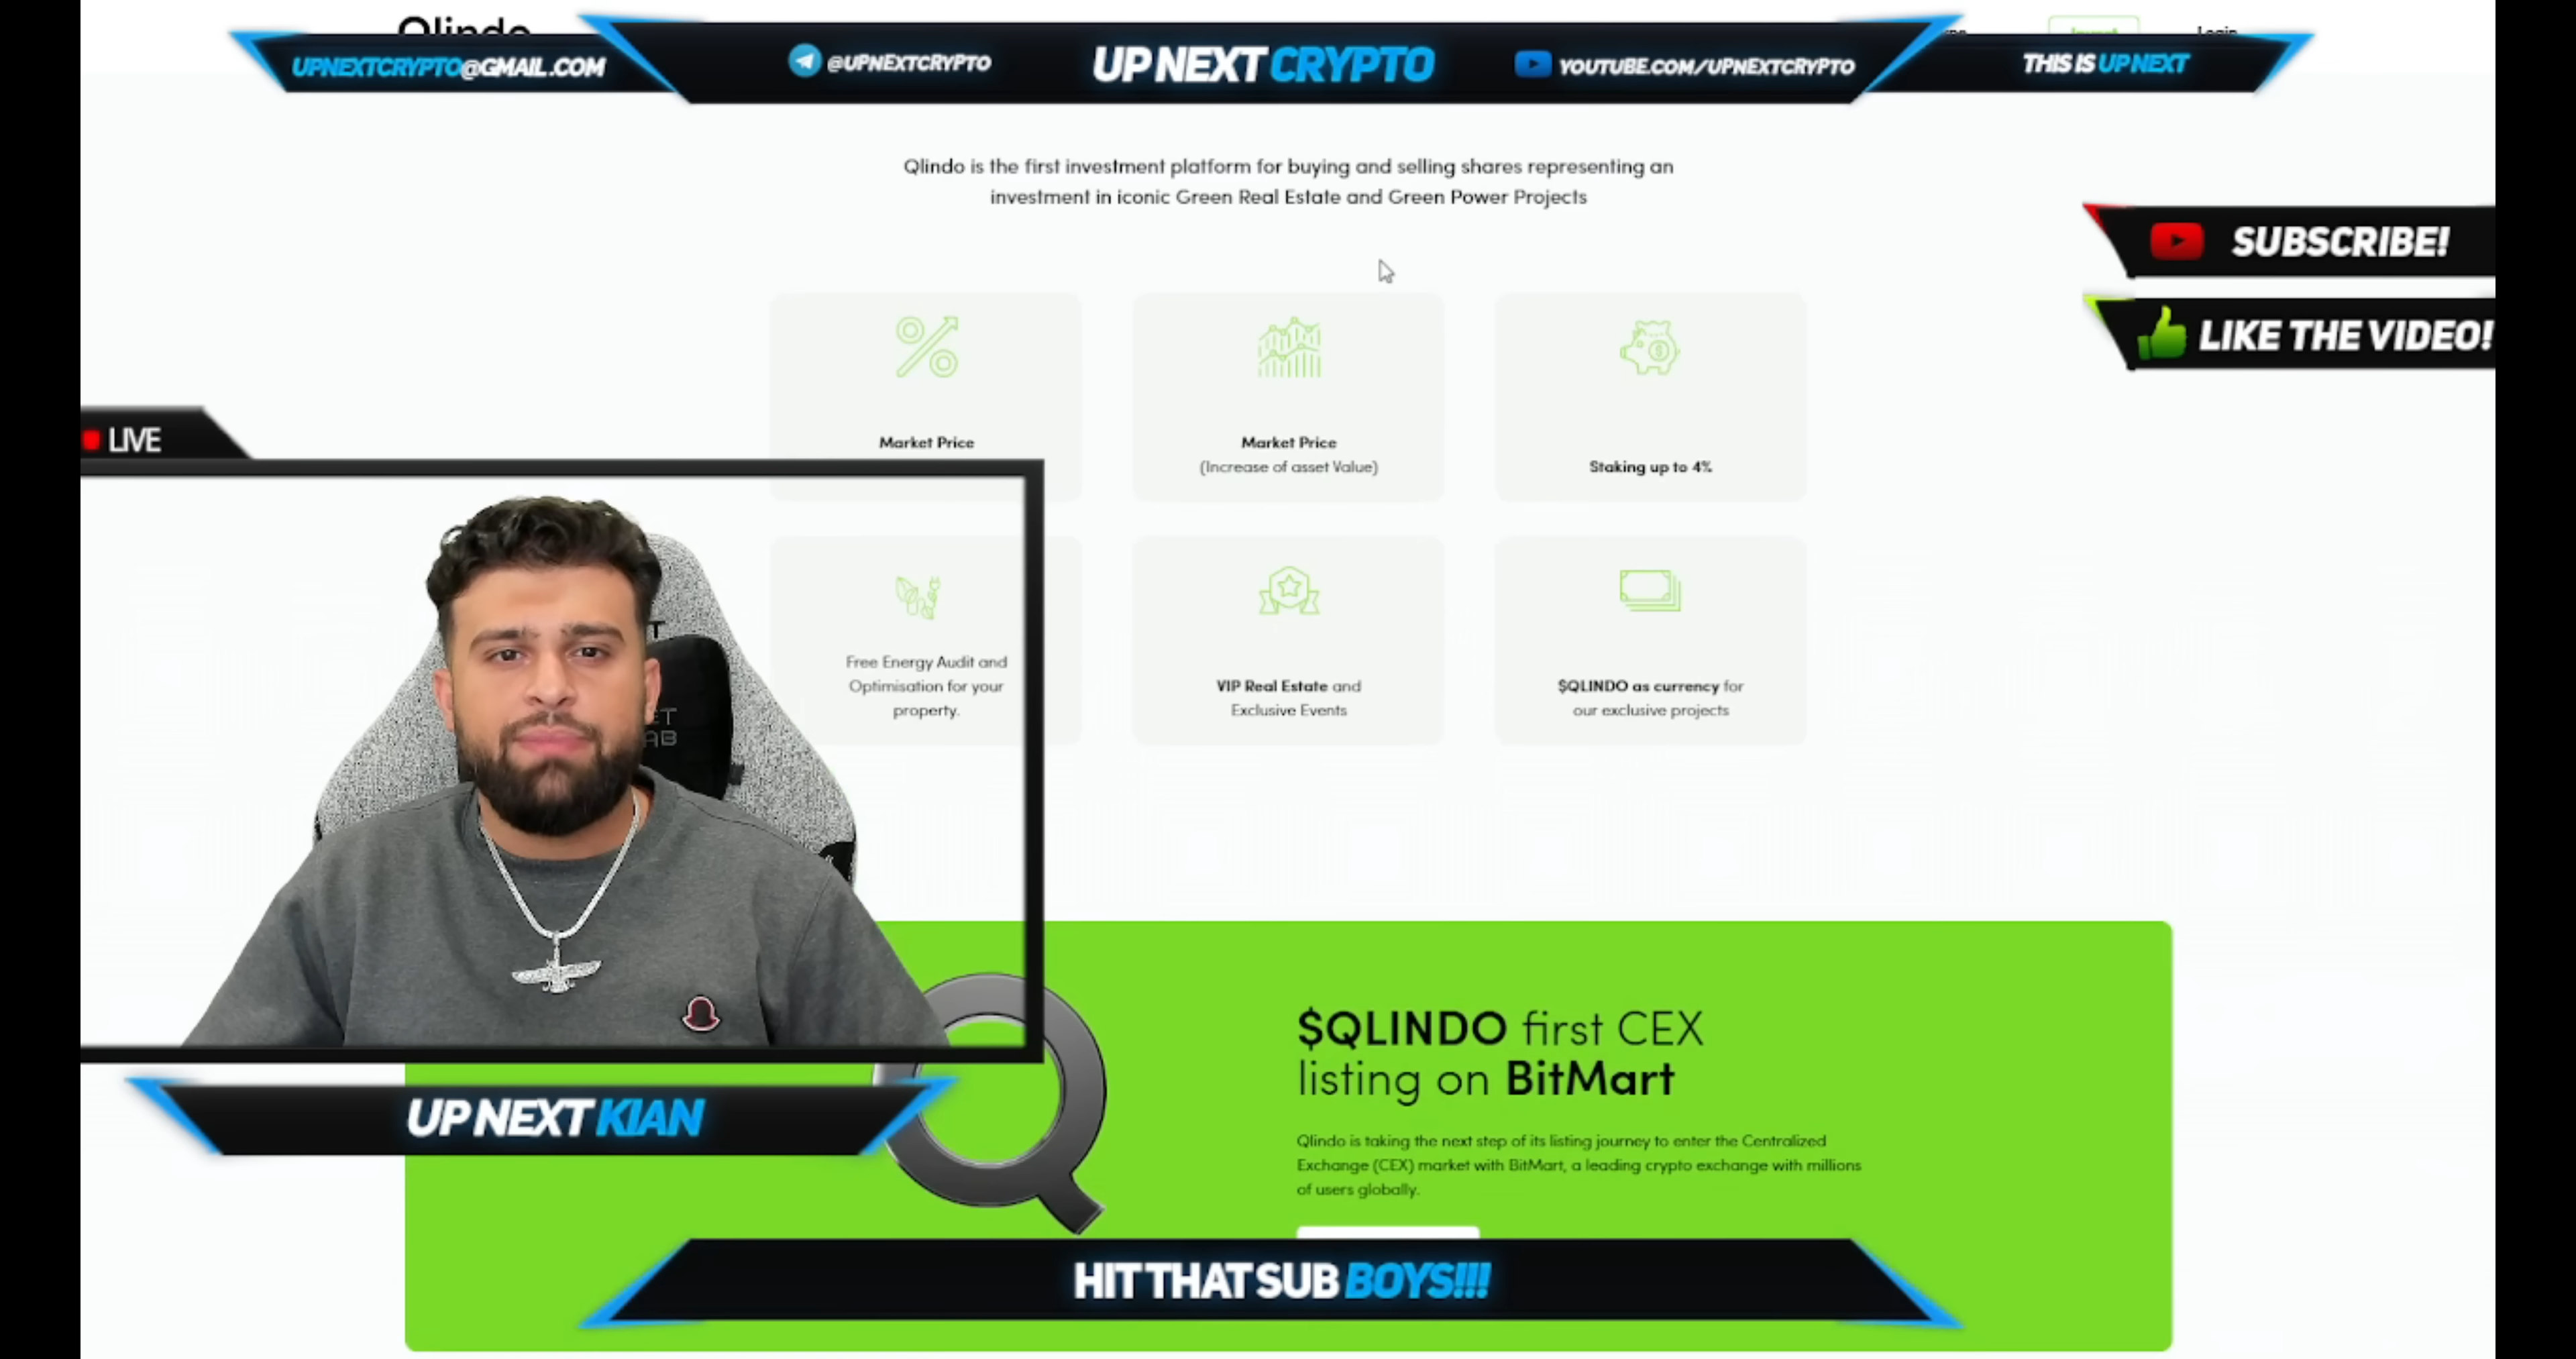 Qlindo
Login
UPNEXTCRYPTO@GMAIL.COM
@UPNEXTCRYPTO
UP NEXT CRYPTO
YOUTUBE.COM/UPNEXTCRYPTO
THIS IS UP NEXT
Qlindo is the first investment platform for buying and selling shares representing an
investment in iconic Green Real Estate and Green Power Projects
SUBSCRIBE!
LIKE THE VIDEO!
Market Price
Market Price
(Increase of asset Value)
Staking up to 4%
LIVE
Free Energy Audit and
Optimisation for your
property.
VIP Real Estate and
Exclusive Events
$QLINDO as currency for
our exclusive projects
$QLINDO first CEX
listing on BitMart
Qlindo is taking the next step of its listing journey to enter the Centralized
Exchange (CEX) market with BitMart, a leading crypto exchange with millions
of users globally.
UP NEXT KIAN
HIT THAT SUB BOYS!!!